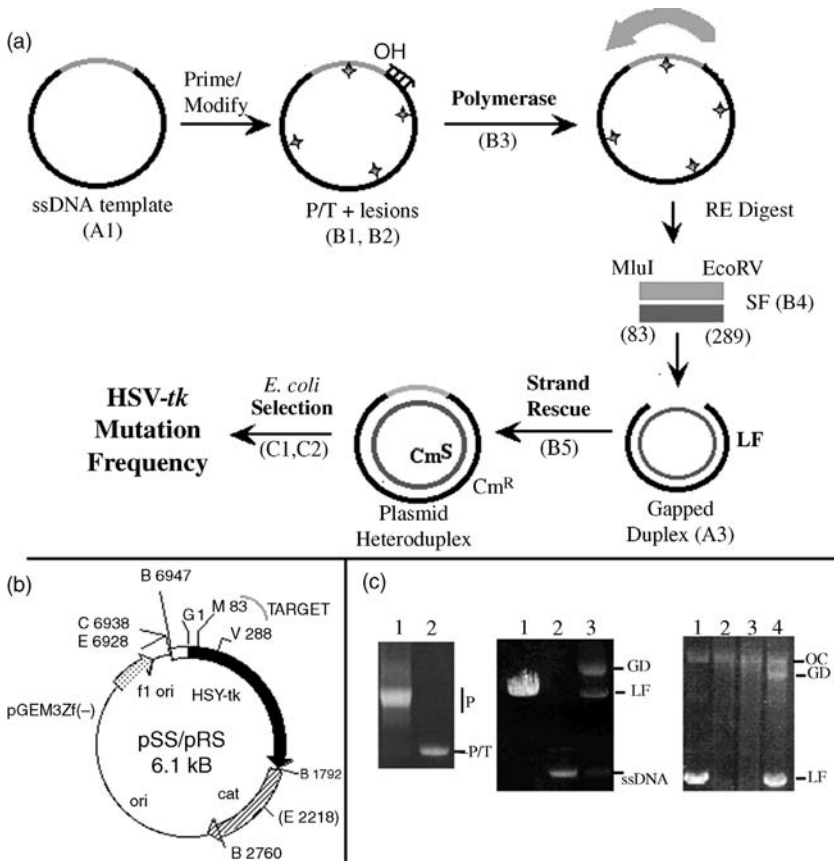 (a)
OH
Prime/
Modify
Polymerase
(B3)
ssDNA template
(A1)
P/T + lesions
(B1, B2)
RE Digest
MluI EcoRV
SF (B4)
(83) (289)
HSV-tk
Mutation
Frequency
E. coli
Selection
(C1,C2)
CmS
CmR
Plasmid
Heteroduplex
Strand
Rescue
(B5)
LF
Gapped
Duplex (A3)
(b)
B 6947
C 6938
E 6928
G 1
M 83
TARGET
V 288
f1 ori
HSY-tk
pGEM3Zf(–)
pSS/pRS
6.1 kB
B 1792
ori
cat
(E 2218)
B 2760
(c)
1 2
P
P/T
1 2 3
GD
LF
ssDNA
1 2 3 4
OC
GD
LF